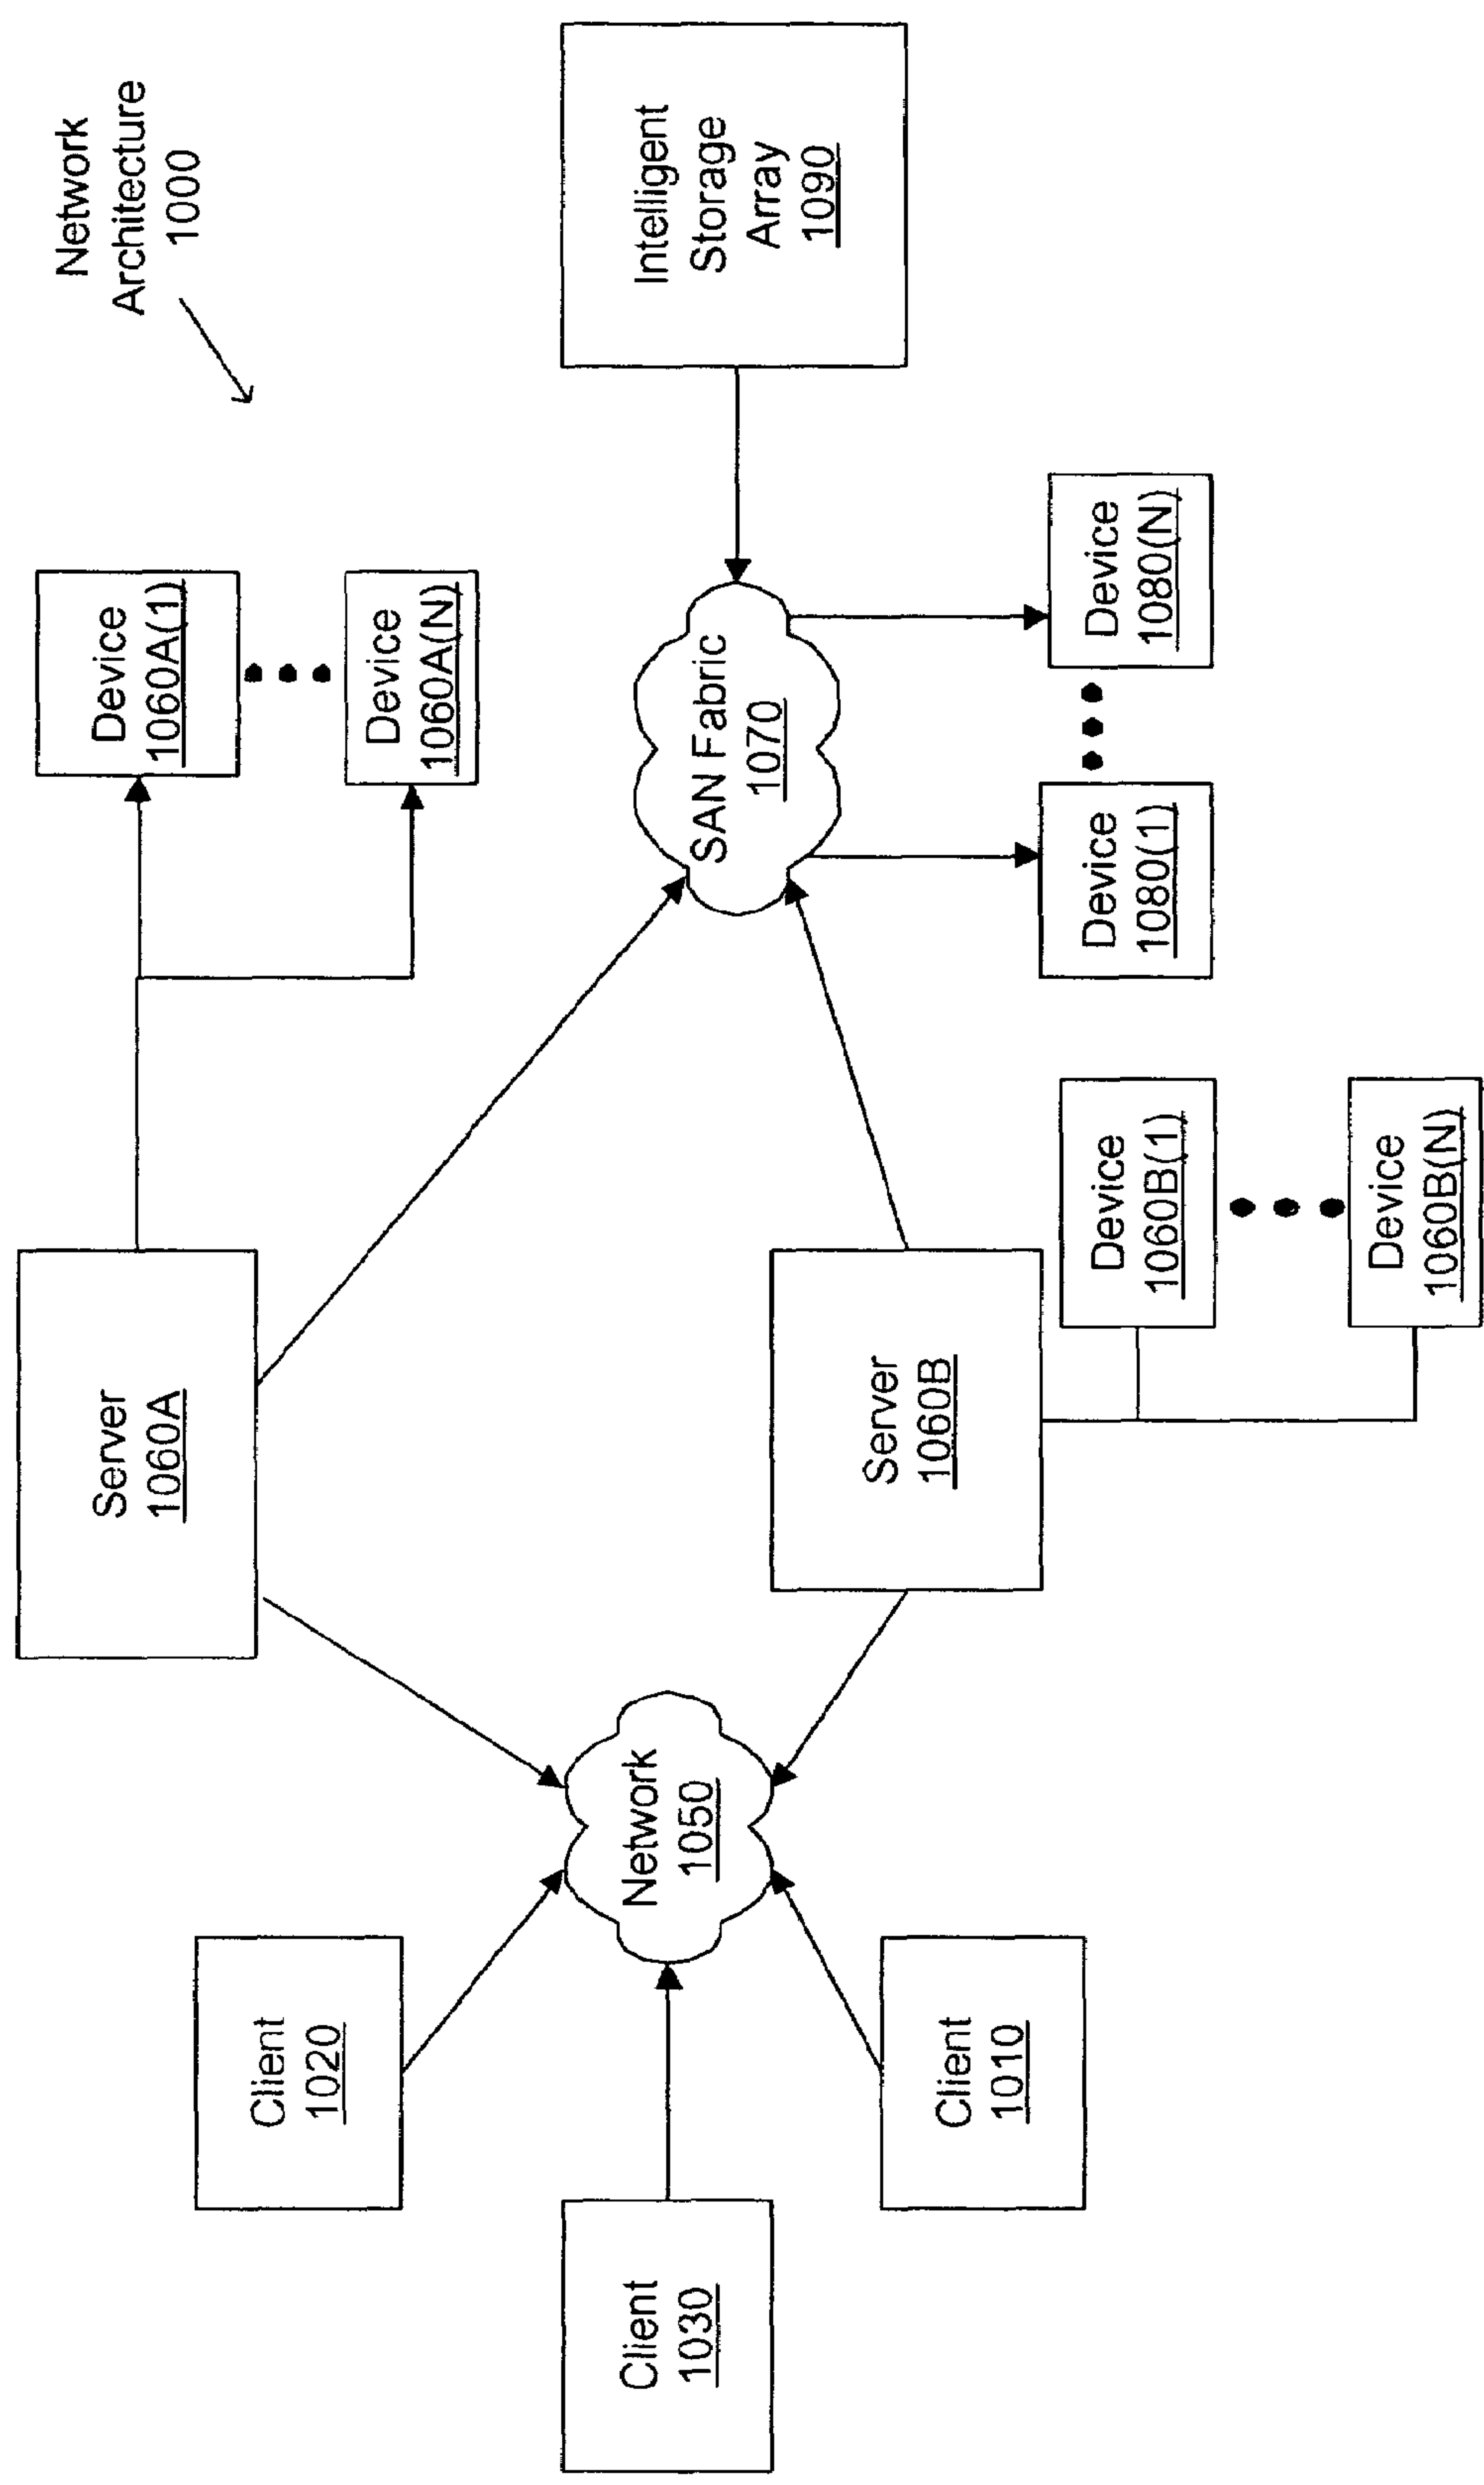 Network
Architecture
1000
Device
1060A(1)
Device
1060A(N)
Server
1060A
Intelligent
Storage
Array
1090
SAN Fabric
1070
Client
1020
Network
1050
Client
1030
Server
1060B
Device
1080(1)
Device
1080(N)
Client
1010
Device
1060B(1)
Device
1060B(N)